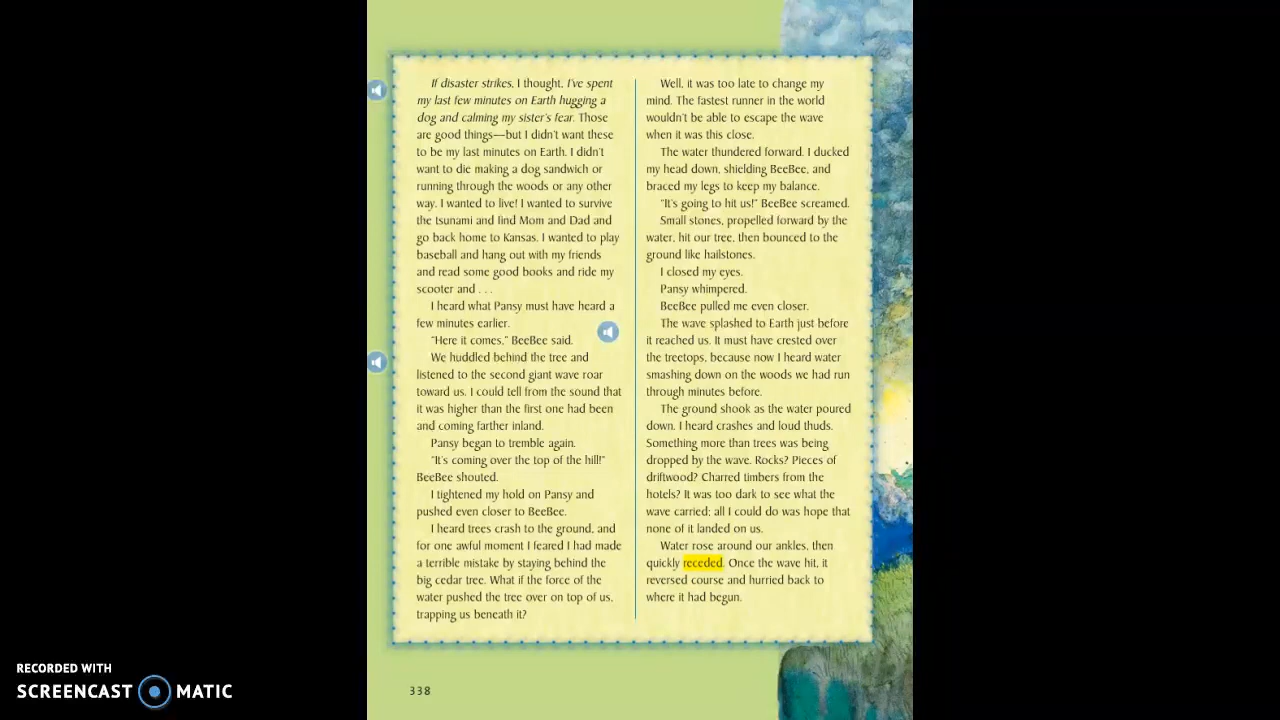 If disaster strikes, I thought, I've spent
my last few minutes on Earth hugging a
dog and calming my sister's fear. Those
are good things—but I didn't want these
to be my last minutes on Earth. I didn't
want to die making a dog sandwich or
running through the woods or any other
way. I wanted to live! I wanted to survive
the tsunami and find Mom and Dad and
go back home to Kansas. I wanted to play
baseball and hang out with my friends
and read some good books and ride my
scooter and . . .
I heard what Pansy must have heard a
few minutes earlier.
"Here it comes," BeeBee said.
We huddled behind the tree and
listened to the second giant wave roar
toward us. I could tell from the sound that
it was higher than the first one had been
and coming farther inland.
Pansy began to tremble again.
"It's coming over the top of the hill!"
BeeBee shouted.
I tightened my hold on Pansy and
pushed even closer to BeeBee.
I heard trees crash to the ground, and
for one awful moment I feared I had made
a terrible mistake by staying behind the
big cedar tree. What if the force of the
water pushed the tree over on top of us,
trapping us beneath it?
Well, it was too late to change my
mind. The fastest runner in the world
wouldn't be able to escape the wave
when it was this close.
The water thundered forward. I ducked
my head down, shielding BeeBee, and
braced my legs to keep my balance.
"It's going to hit us!" BeeBee screamed.
Small stones, propelled forward by the
water, hit our tree, then bounced to the
ground like hailstones.
I closed my eyes.
Pansy whimpered.
BeeBee pulled me even closer.
The wave splashed to Earth just before
it reached us. It must have crested over
the treetops, because now I heard water
smashing down on the woods we had run
through minutes before.
The ground shook as the water poured
down. I heard crashes and loud thuds.
Something more than trees was being
dropped by the wave. Rocks? Pieces of
driftwood? Charred timbers from the
hotels? It was too dark to see what the
wave carried; all I could do was hope that
none of it landed on us.
Water rose around our ankles, then
quickly receded. Once the wave hit, it
reversed course and hurried back to
where it had begun.
338
RECORDED WITH
SCREENCAST MATIC